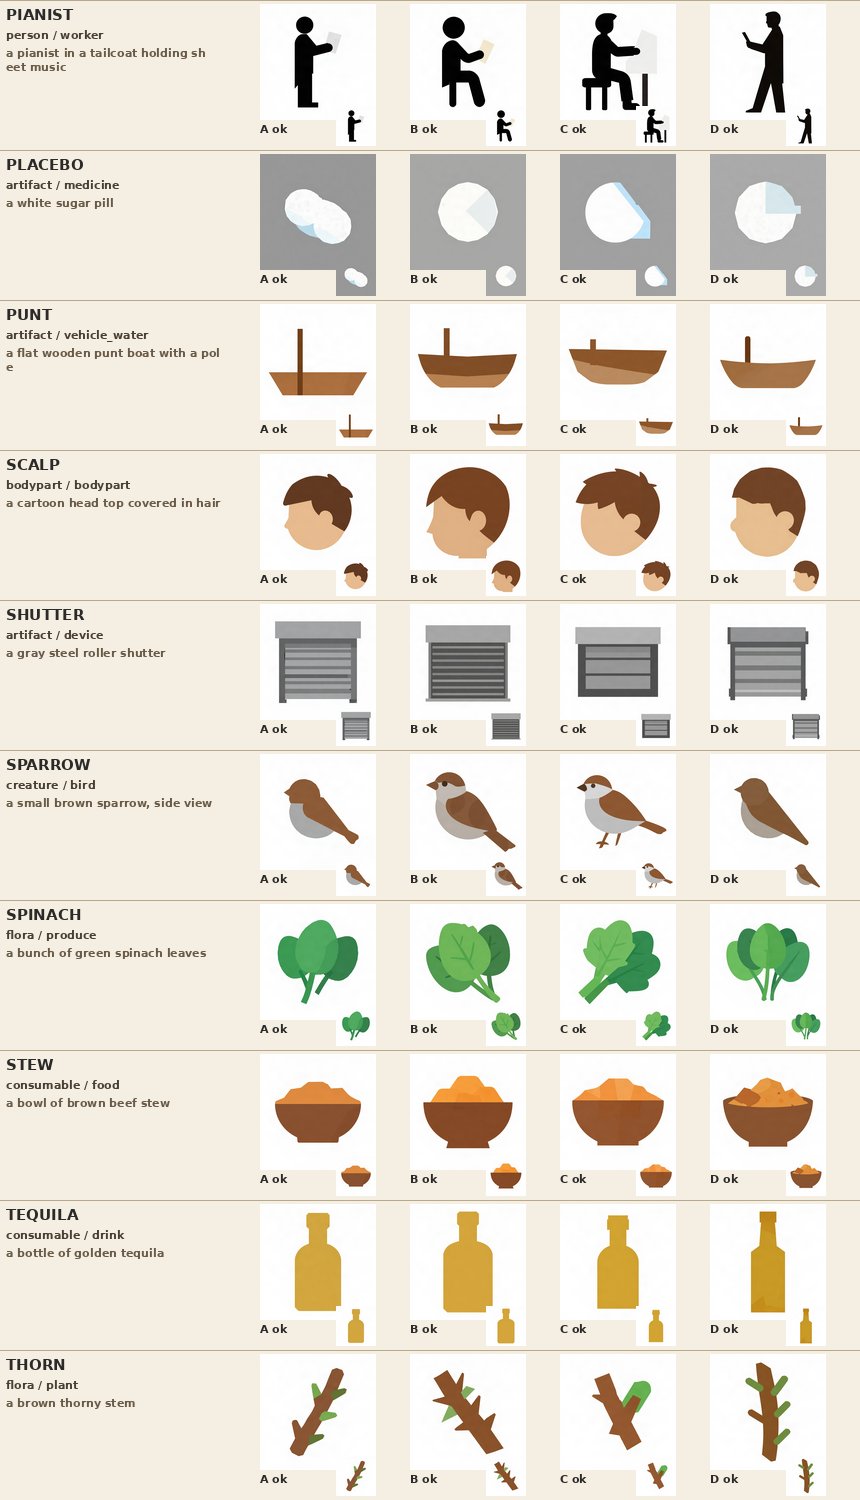 PIANIST
person / worker
a pianist in a tailcoat holding sh
eet music
A ok
B ok
C ok
D ok
PLACEBO
artifact / medicine
a white sugar pill
A ok
B ok
C ok
D ok
PUNT
artifact / vehicle_water
a flat wooden punt boat with a pol
e
A ok
B ok
C ok
D ok
SCALP
bodypart / bodypart
a cartoon head top covered in hair
A ok
B ok
C ok
D ok
SHUTTER
artifact / device
a gray steel roller shutter
A ok
B ok
C ok
D ok
SPARROW
creature / bird
a small brown sparrow, side view
A ok
B ok
C ok
D ok
SPINACH
flora / produce
a bunch of green spinach leaves
A ok
B ok
C ok
D ok
STEW
consumable / food
a bowl of brown beef stew
A ok
B ok
C ok
D ok
TEQUILA
consumable / drink
a bottle of golden tequila
A ok
B ok
C ok
D ok
THORN
flora / plant
a brown thorny stem
A ok
B ok
C ok
D ok